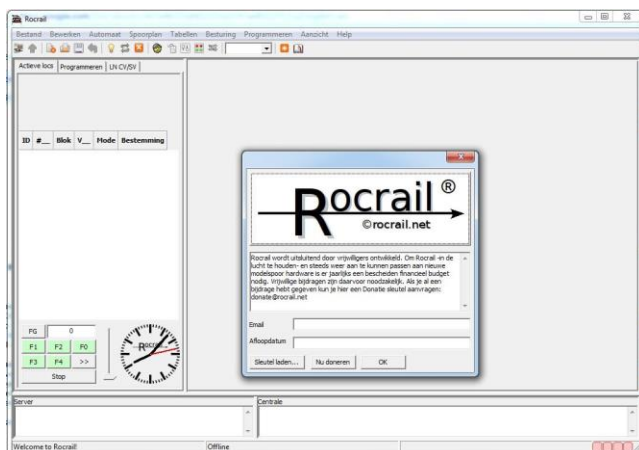 Rocrail
Bestand Bewerken Automaat Spoorplan Tabellen Besturing Programmeren Aanzicht Help
Actieve locs Programmeren LN CV/SV
ID #__ Blok V__ Mode Bestemming
Rocrail ®
©rocrail.net
Rocrail wordt uitsluitend door vrijwilligers ontwikkeld. Om Rocrail -in de
lucht te houden- en steeds weer aan te kunnen passen aan nieuwe
modelspoor hardware is er jaarlijks een bescheiden financieel budget
nodig. Vrijwillige bijdragen zijn daarvoor noodzakelijk. Als je al een
bijdrage hebt gegeven kun je hier een Donatie sleutel aanvragen:
donate@rocrail.net
Email
Afloopdatum
Sleutel laden... Nu doneren OK
FG 0
F1 F2 F0
F3 F4 >>
Stop
Rocrail
Server Centrale
Welcome to Rocrail! Offline